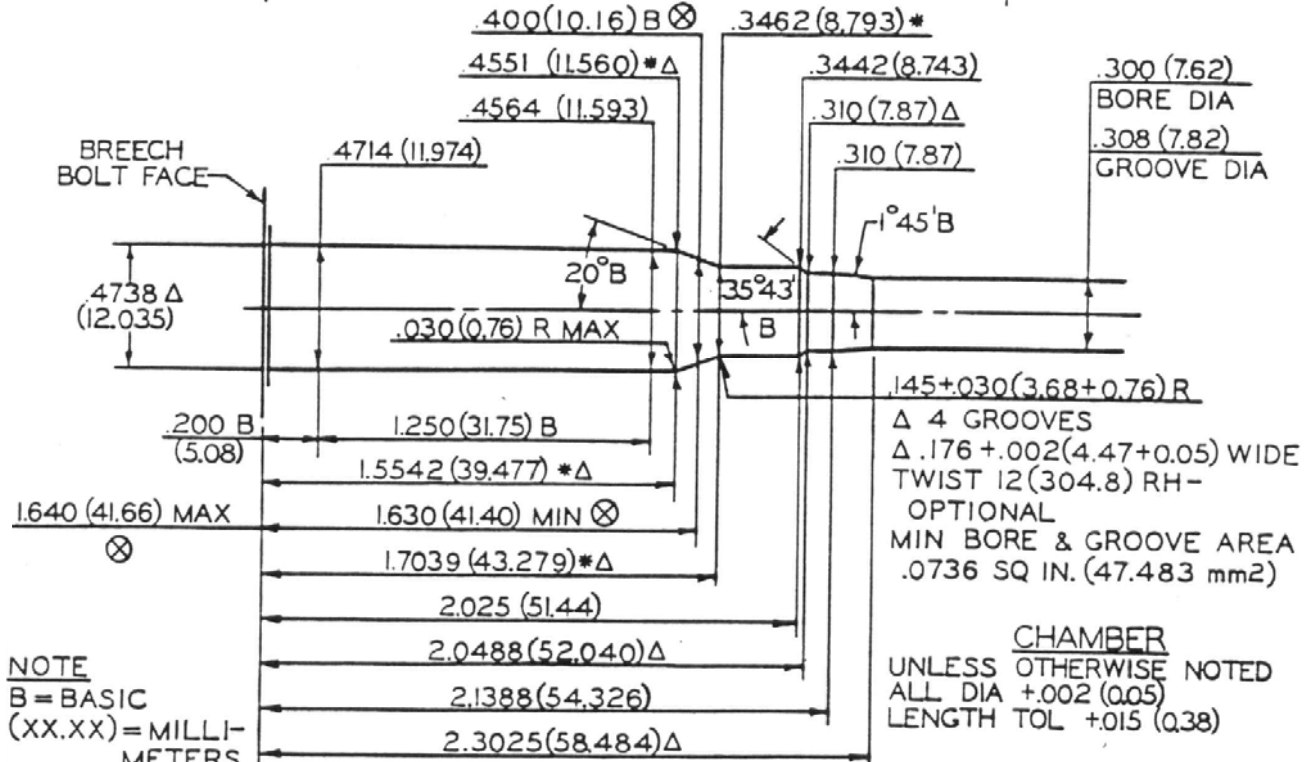 .400(10.16) B ⊗
.3462(8.793)*
.4551 (11.560)*Δ
.3442(8.743)
.300 (7.62)
BORE DIA
.4564 (11.593)
.310(7.87)Δ
.308 (7.82)
GROOVE DIA
BREECH
BOLT FACE
.4714 (11.974)
.310 (7.87)
1°45'B
20°B
35°43'
B
.4738 Δ
(12.035)
.030(0.76) R MAX
.145+.030(3.68+0.76) R
Δ 4 GROOVES
Δ .176 +.002(4.47+0.05) WIDE
TWIST 12(304.8) RH-
OPTIONAL
MIN BORE & GROOVE AREA
.0736 SQ IN. (47.483 mm2)
.200 B
(5.08)
1.250(31.75) B
1.5542(39.477) *Δ
1.640 (41.66) MAX
⊗
1.630(41.40) MIN ⊗
1.7039(43.279)*Δ
2.025 (51.44)
2.0488(52.040)Δ
2.1388(54.326)
2.3025(58.484)Δ
NOTE
B = BASIC
(XX.XX) = MILLI-
METERS
CHAMBER
UNLESS OTHERWISE NOTED
ALL DIA +.002 (0.05)
LENGTH TOL +.015 (0.38)